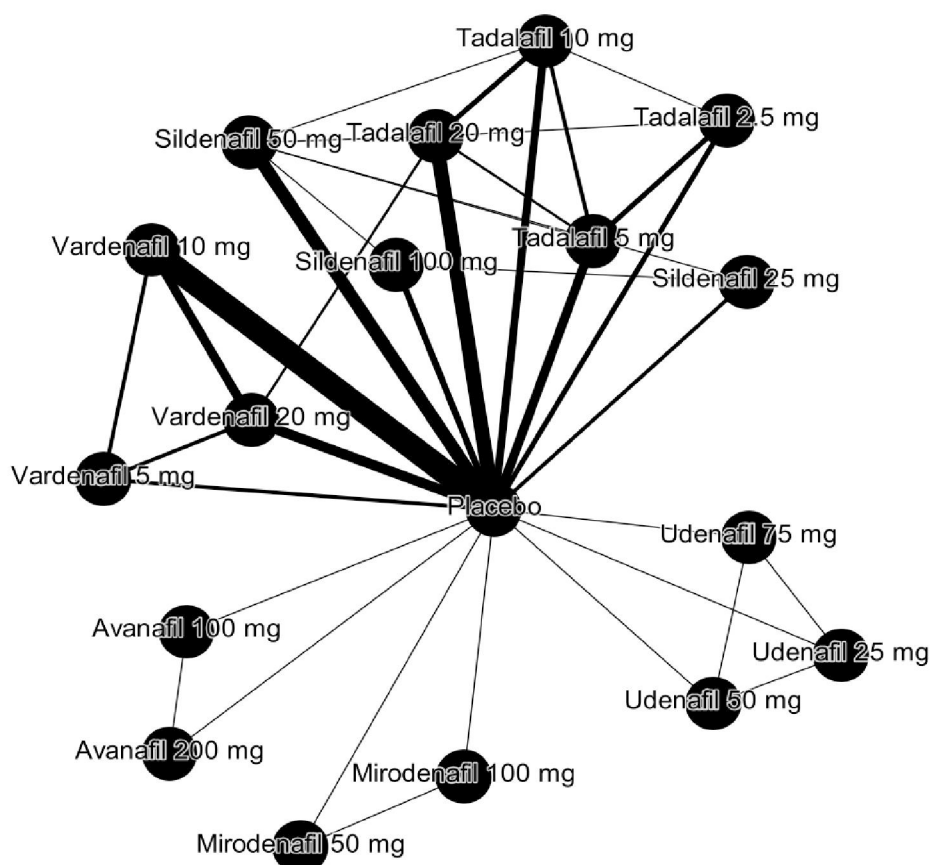 Tadalafil 10 mg
Tadalafil 2.5 mg
Sildenafil 50 mg
Tadalafil 20 mg
Vardenafil 10 mg
Tadalafil 5 mg
Sildenafil 100 mg
Sildenafil 25 mg
Vardenafil 20 mg
Vardenafil 5 mg
Placebo
Udenafil 75 mg
Avanafil 100 mg
Udenafil 25 mg
Udenafil 50 mg
Avanafil 200 mg
Mirodenafil 100 mg
Mirodenafil 50 mg